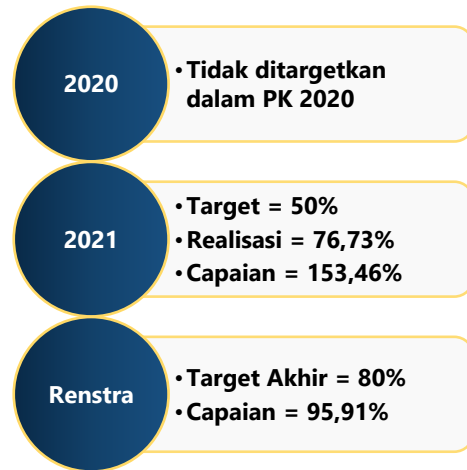 2020
• Tidak ditargetkan
dalam PK 2020
2021
• Target = 50%
• Realisasi = 76,73%
• Capaian = 153,46%
Renstra
• Target Akhir = 80%
• Capaian = 95,91%